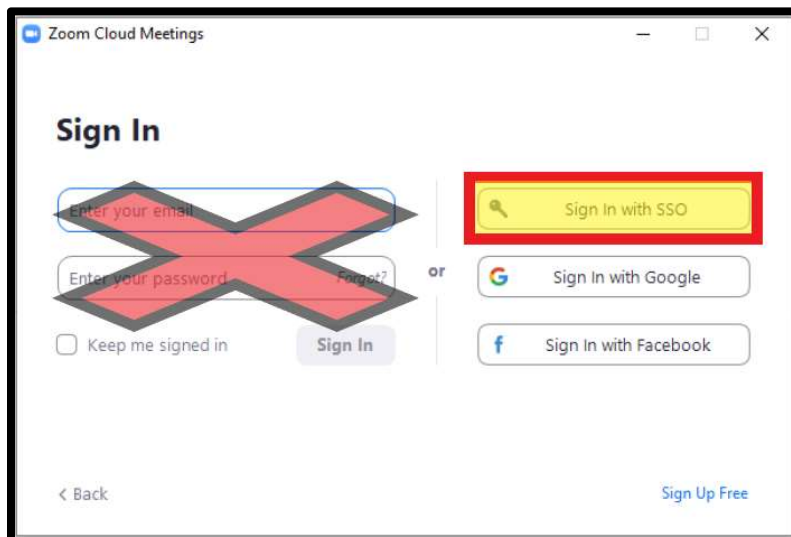 Zoom Cloud Meetings
Sign In
Enter your email
Enter your password Forgot?
Keep me signed in
Sign In
or
Sign In with SSO
Sign In with Google
Sign In with Facebook
< Back
Sign Up Free